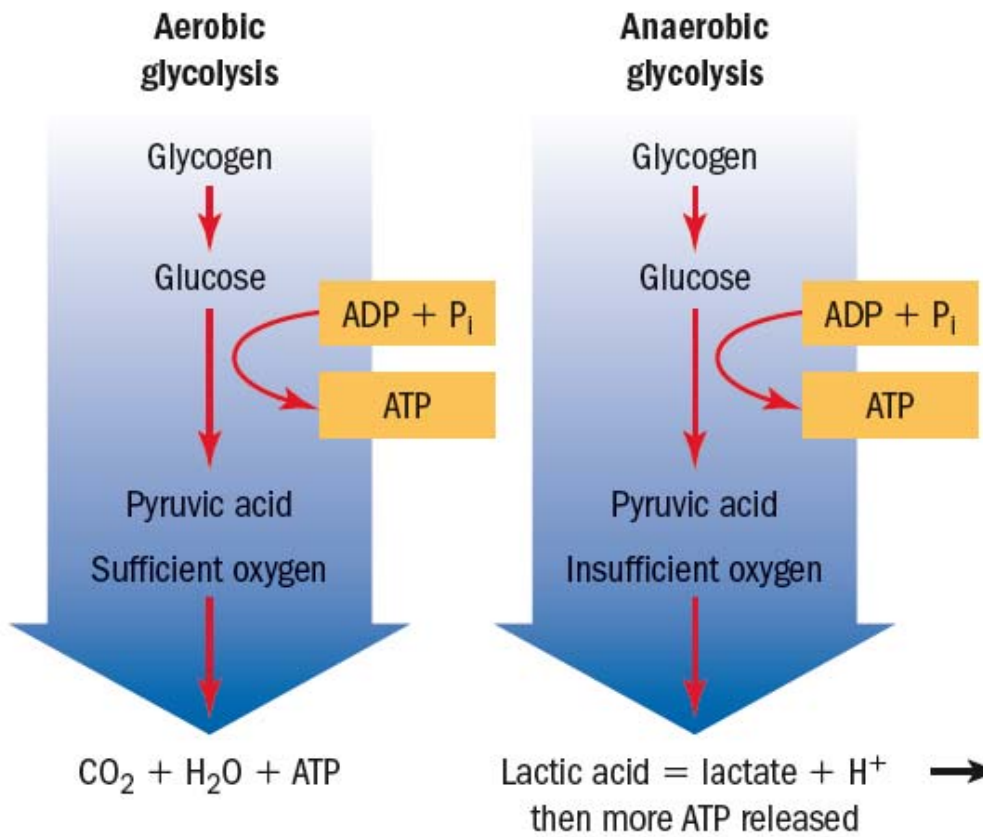 Aerobic
glycolysis
Glycogen
Glucose
ADP + Pᵢ
ATP
Pyruvic acid
Sufficient oxygen
CO₂ + H₂O + ATP
Anaerobic
glycolysis
Glycogen
Glucose
ADP + Pᵢ
ATP
Pyruvic acid
Insufficient oxygen
Lactic acid = lactate + H⁺
then more ATP released